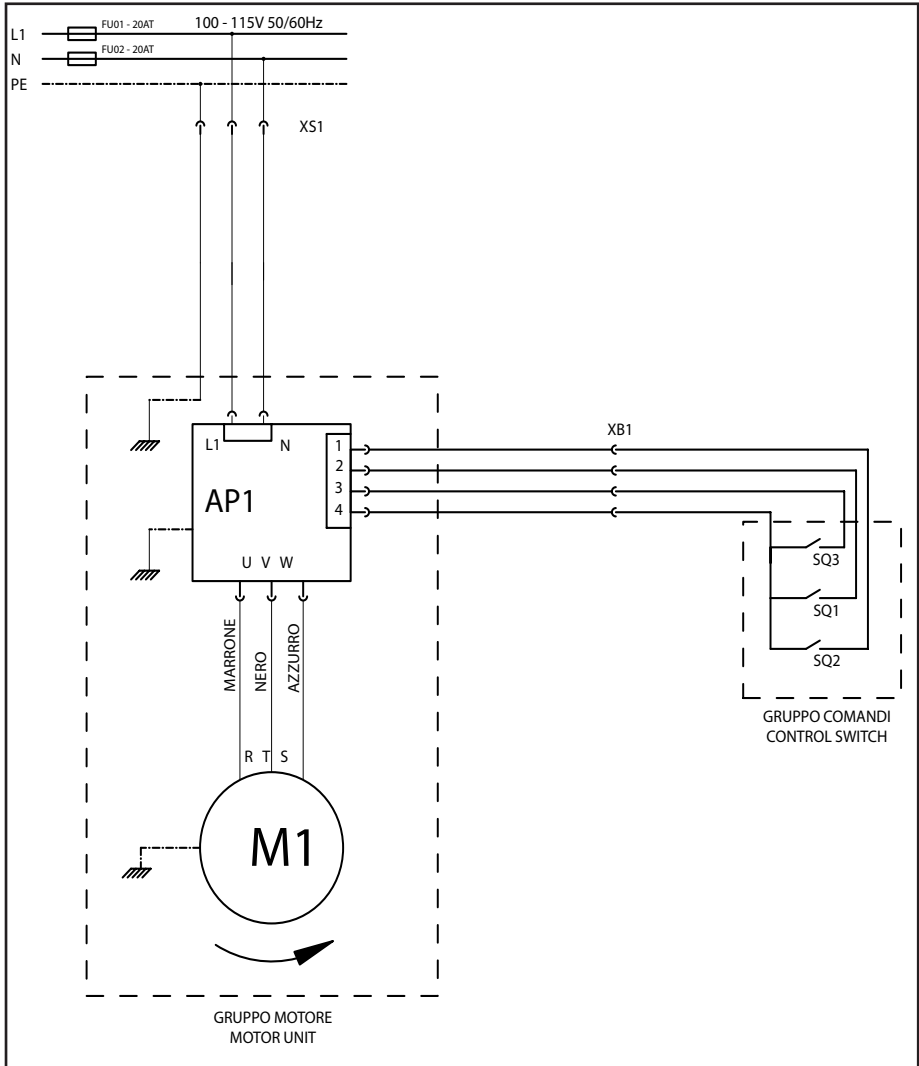 L1
FU01 - 20AT
100 - 115V 50/60Hz
N
FU02 - 20AT
PE
XS1
XB1
L1
N
1
2
3
4
AP1
U V W
SQ3
SQ1
SQ2
MARRONE
NERO
AZZURRO
GRUPPO COMANDI
CONTROL SWITCH
R T S
M1
GRUPPO MOTORE
MOTOR UNIT